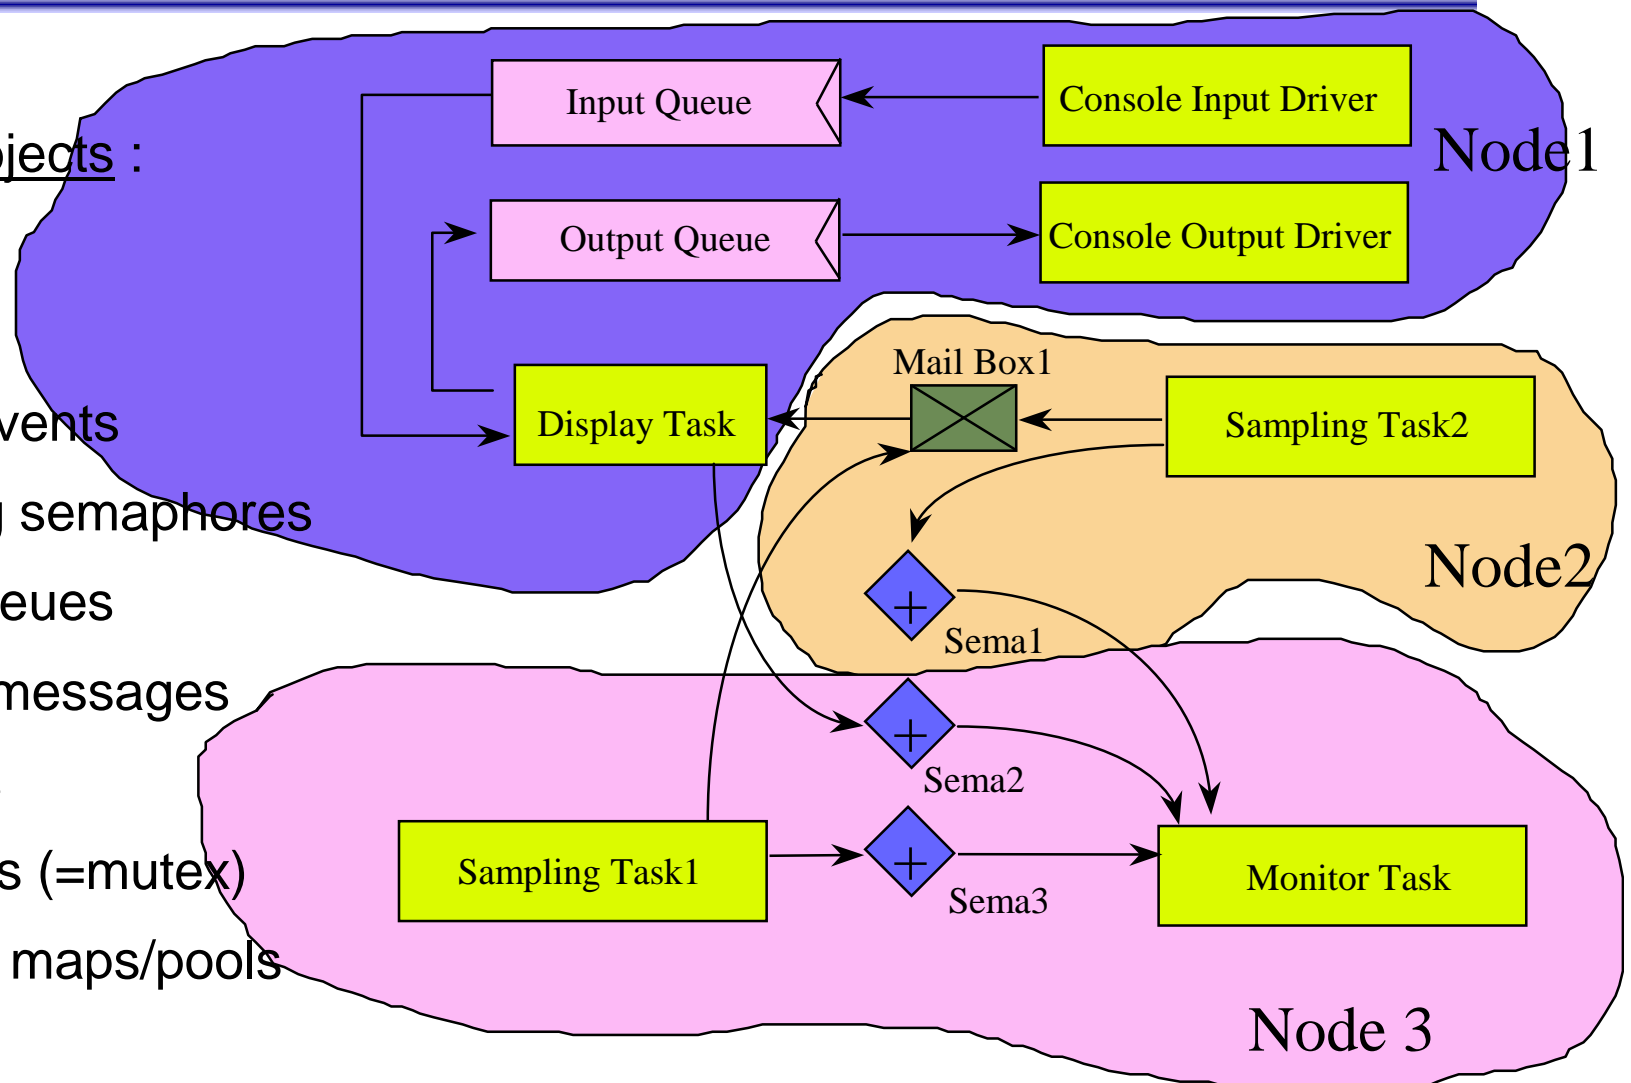 jects :
vents
semaphores
eues
messages
s (=mutex)
maps/pools
Input Queue
Console Input Driver
Node1
Output Queue
Console Output Driver
Mail Box1
Display Task
Sampling Task2
Node2
+
Sema1
+
Sema2
Sampling Task1
+
Sema3
Monitor Task
Node 3